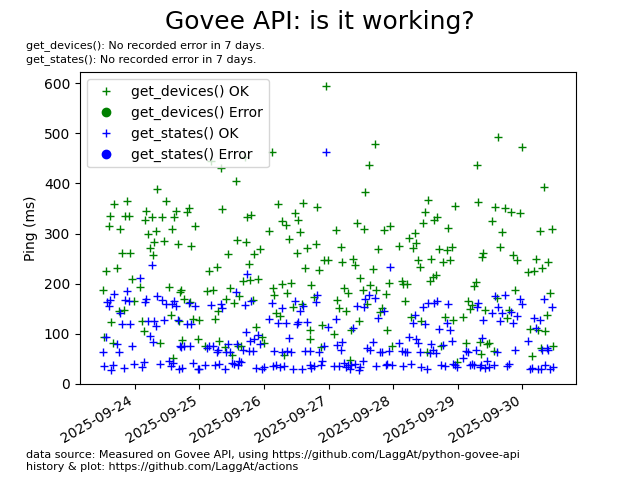 Govee API: is it working?
get_devices(): No recorded error in 7 days.
get_states(): No recorded error in 7 days.
get_devices() OK
get_devices() Error
get_states() OK
get_states() Error
Ping (ms)
600
500
400
300
200
100
0
2025-09-24
2025-09-25
2025-09-26
2025-09-27
2025-09-28
2025-09-29
2025-09-30
data source: Measured on Govee API, using https://github.com/LaggAt/python-govee-api
history & plot: https://github.com/LaggAt/actions